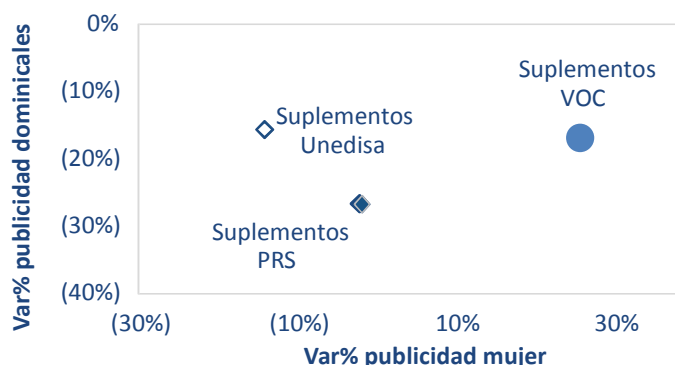 Var% publicidad dominicales
0%
(10%)
(20%)
(30%)
(40%)
Suplementos
VOC
Suplementos
Unedisa
Suplementos
PRS
(30%)
(10%)
10%
30%
Var% publicidad mujer